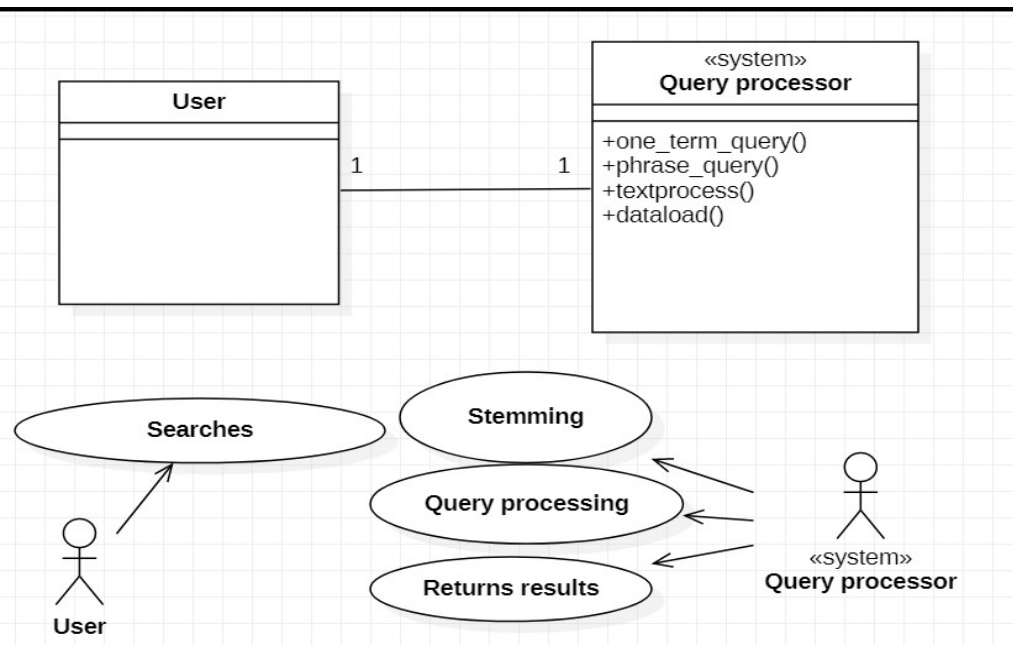 User
«system»
Query processor
1
1
+one_term_query()
+phrase_query()
+textprocess()
+dataload()
Searches
Stemming
Query processing
Returns results
User
«system»
Query processor